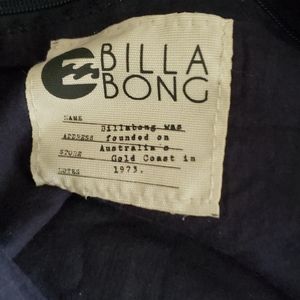 BILLA
BONG
NAME
Billabong was
ADDRESS founded on
Australia's
STORE Gold Coast in
NOTES 1973.